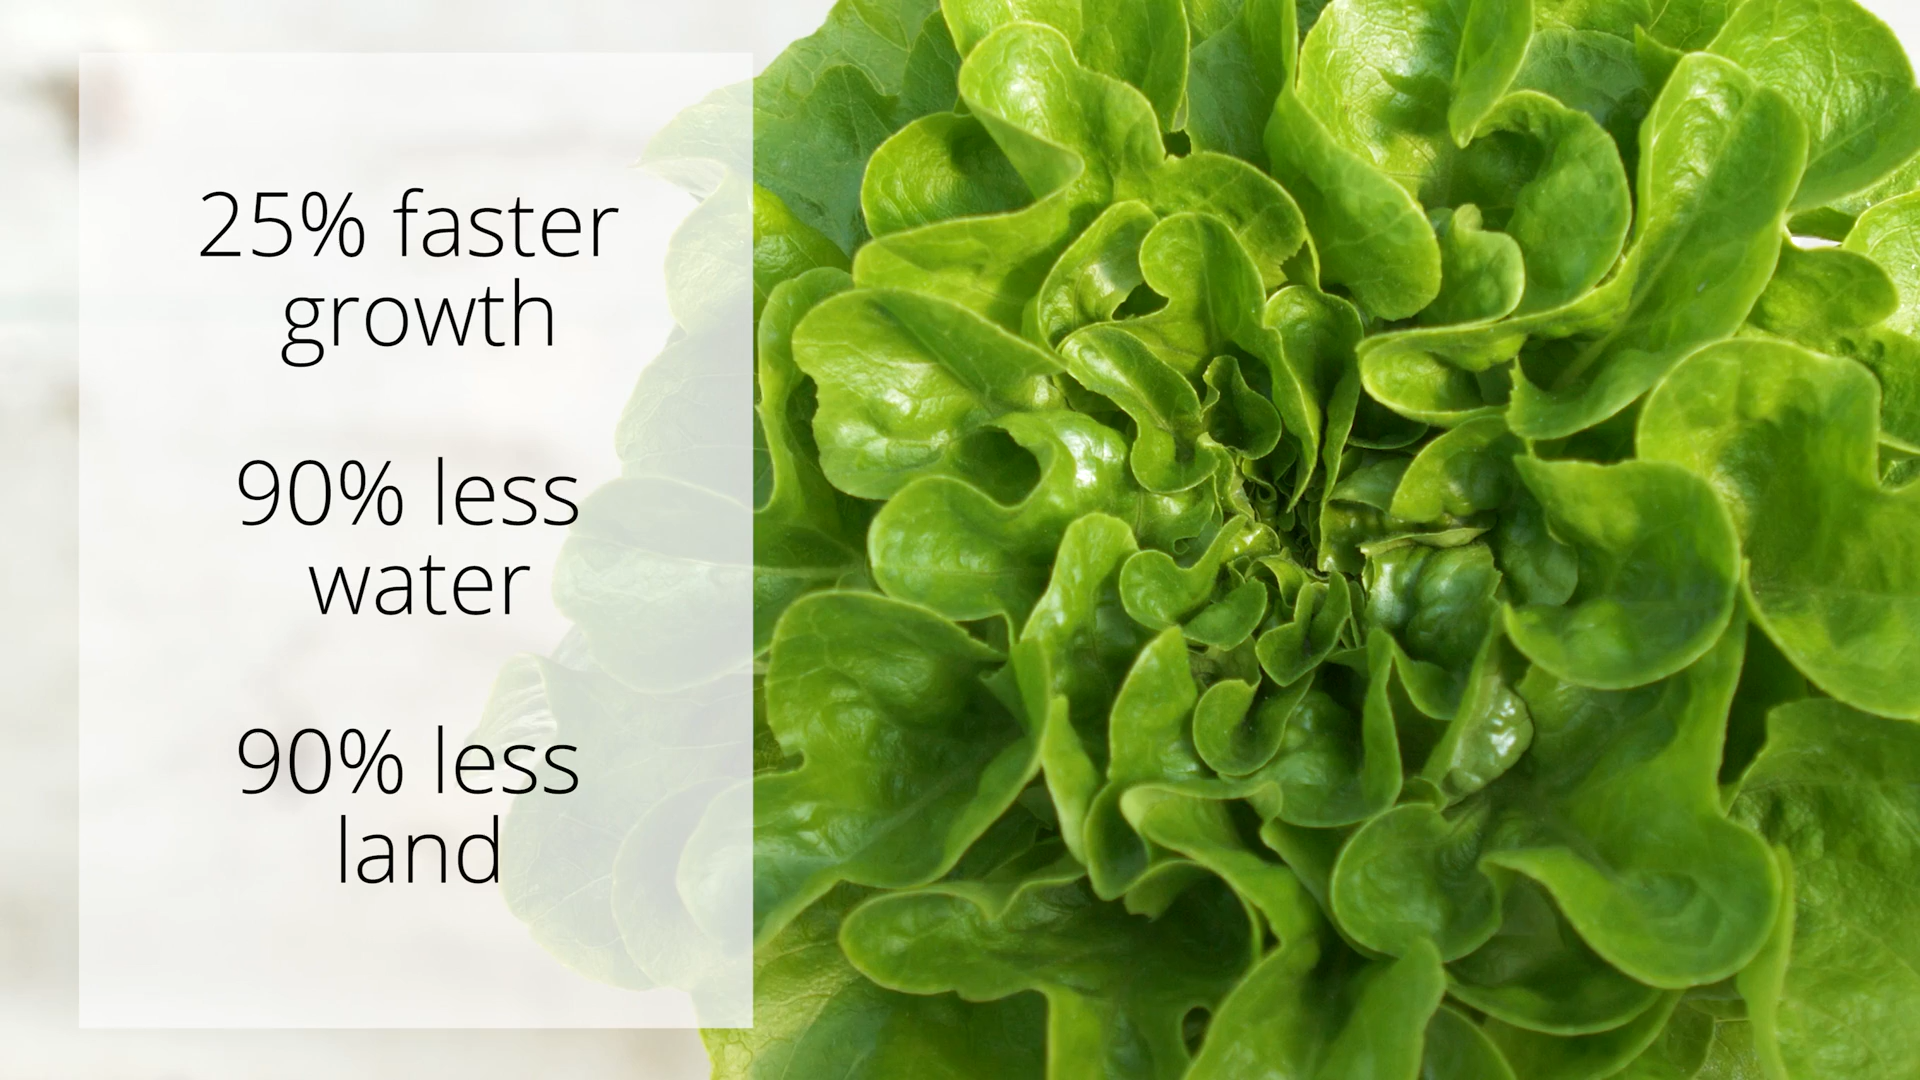 25% faster
growth
90% less
water
90% less
land